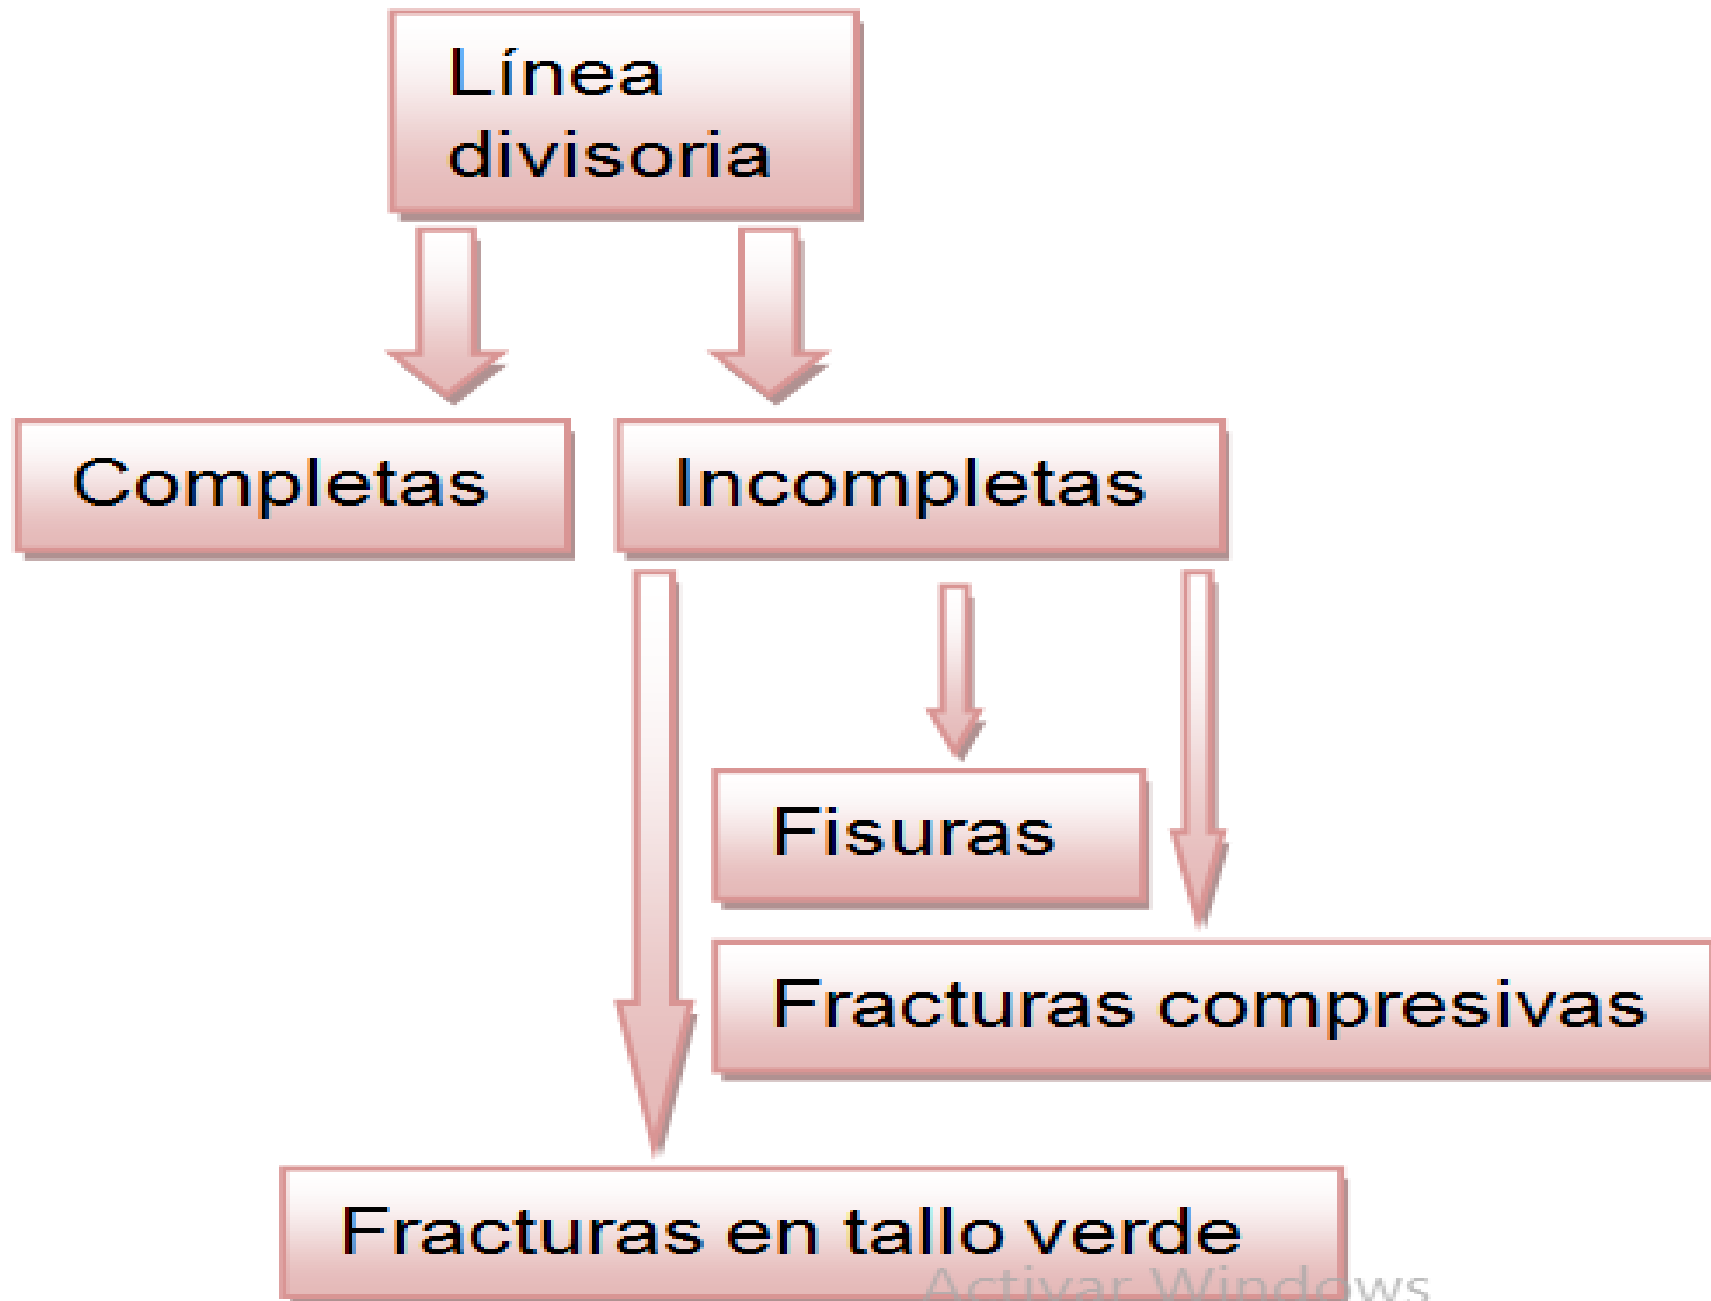 Línea
divisoria
Completas
Incompletas
Fisuras
Fracturas compresivas
Fracturas en tallo verde
Activar Windows